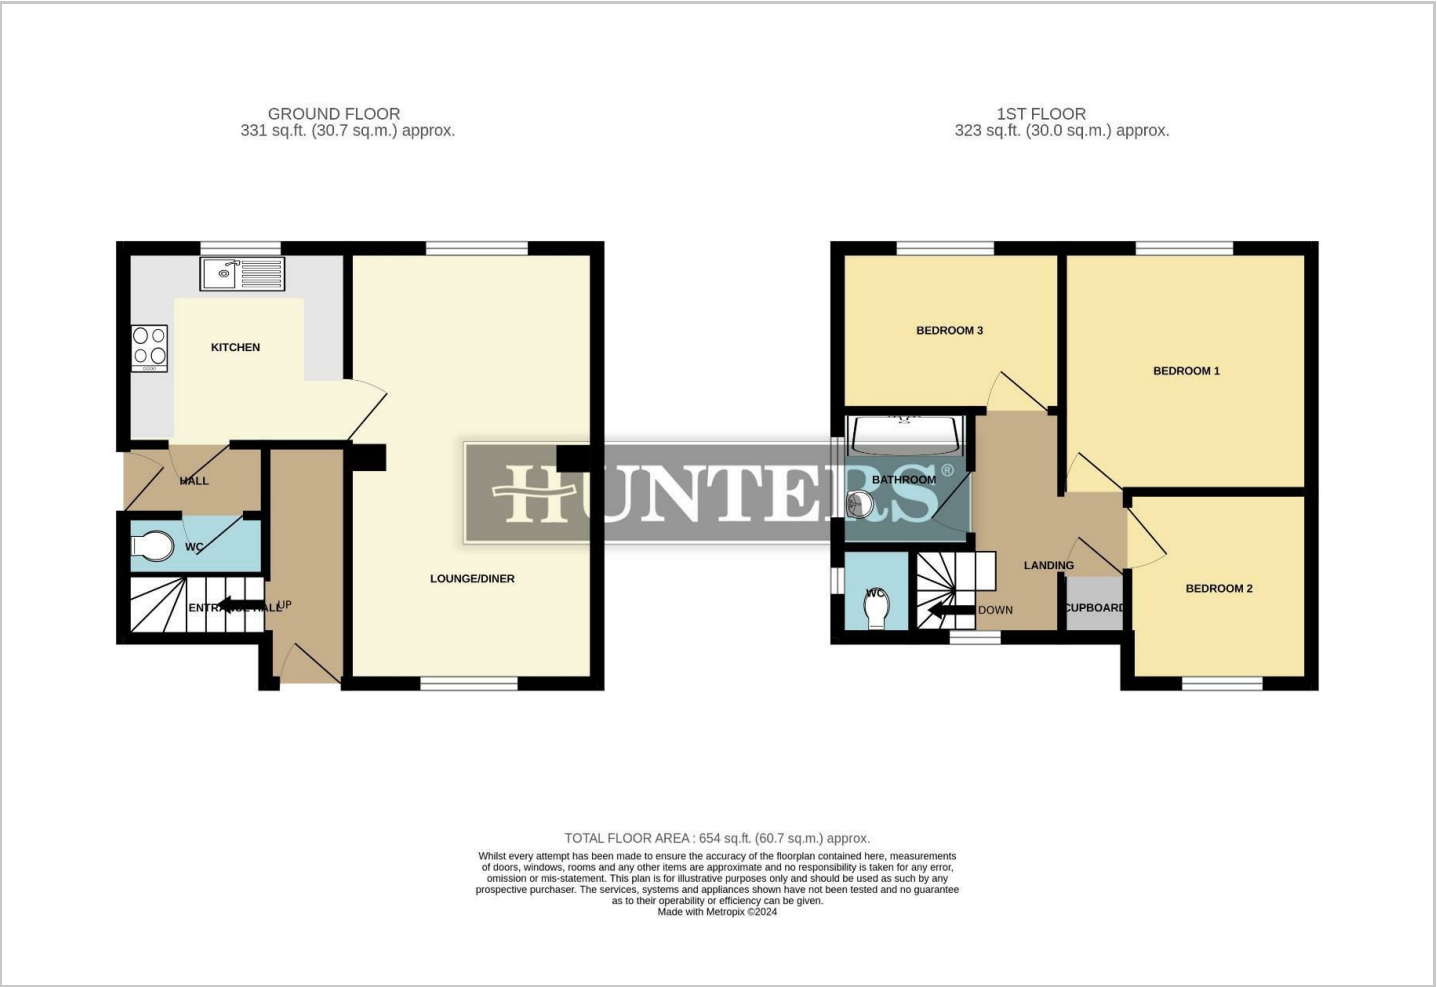 GROUND FLOOR
331 sq.ft. (30.7 sq.m.) approx.
1ST FLOOR
323 sq.ft. (30.0 sq.m.) approx.
KITCHEN
HALL
WC
ENTRANCE HALL
UP
LOUNGE/DINER
HUNTERS®
BEDROOM 3
BEDROOM 1
BATHROOM
WC
DOWN
LANDING
CUPBOARD
BEDROOM 2
TOTAL FLOOR AREA : 654 sq.ft. (60.7 sq.m.) approx.
Whilst every attempt has been made to ensure the accuracy of the floorplan contained here, measurements
of doors, windows, rooms and any other items are approximate and no responsibility is taken for any error,
omission or mis-statement. This plan is for illustrative purposes only and should be used as such by any
prospective purchaser. The services, systems and appliances shown have not been tested and no guarantee
as to their operability or efficiency can be given.
Made with Metropix ©2024